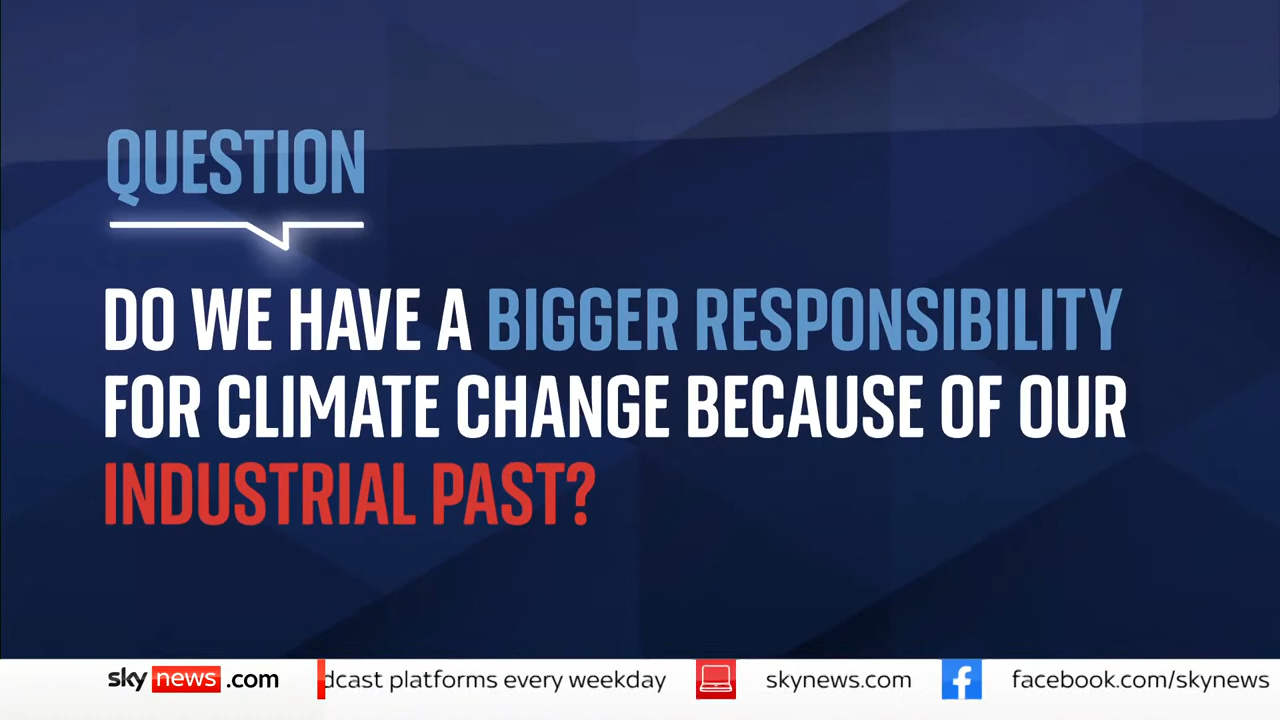 QUESTION
DO WE HAVE A BIGGER RESPONSIBILITY
FOR CLIMATE CHANGE BECAUSE OF OUR
INDUSTRIAL PAST?
sky news .com dcast platforms every weekday skynews.com facebook.com/skynews